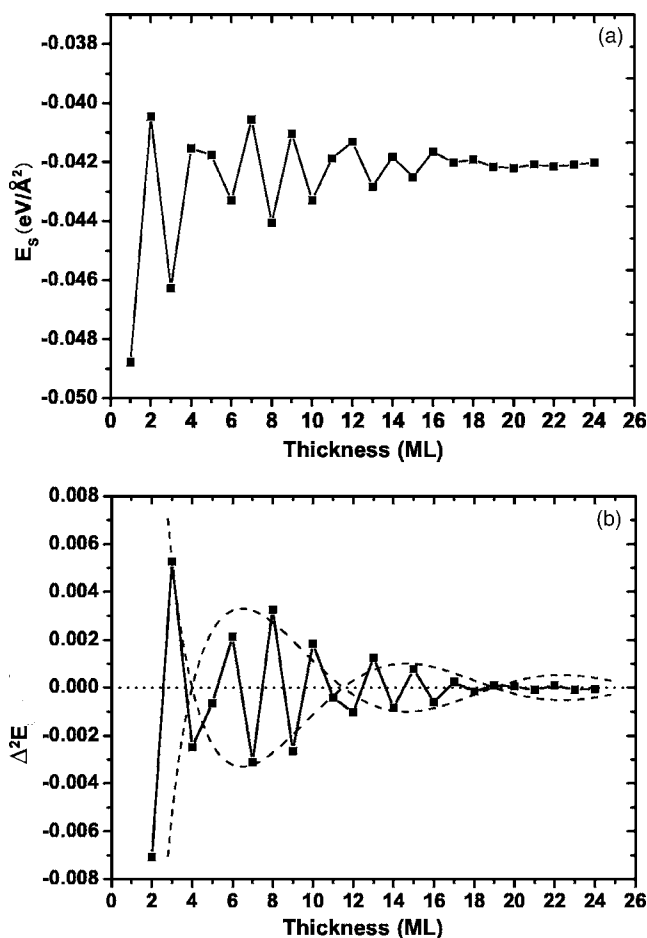 (a)
-0.038
-0.040
-0.042
-0.044
-0.046
-0.048
-0.050
E_s (eV/Å²)
0 2 4 6 8 10 12 14 16 18 20 22 24 26
Thickness (ML)
(b)
0.008
0.006
0.004
0.002
0.000
-0.002
-0.004
-0.006
-0.008
Δ²E
0 2 4 6 8 10 12 14 16 18 20 22 24 26
Thickness (ML)